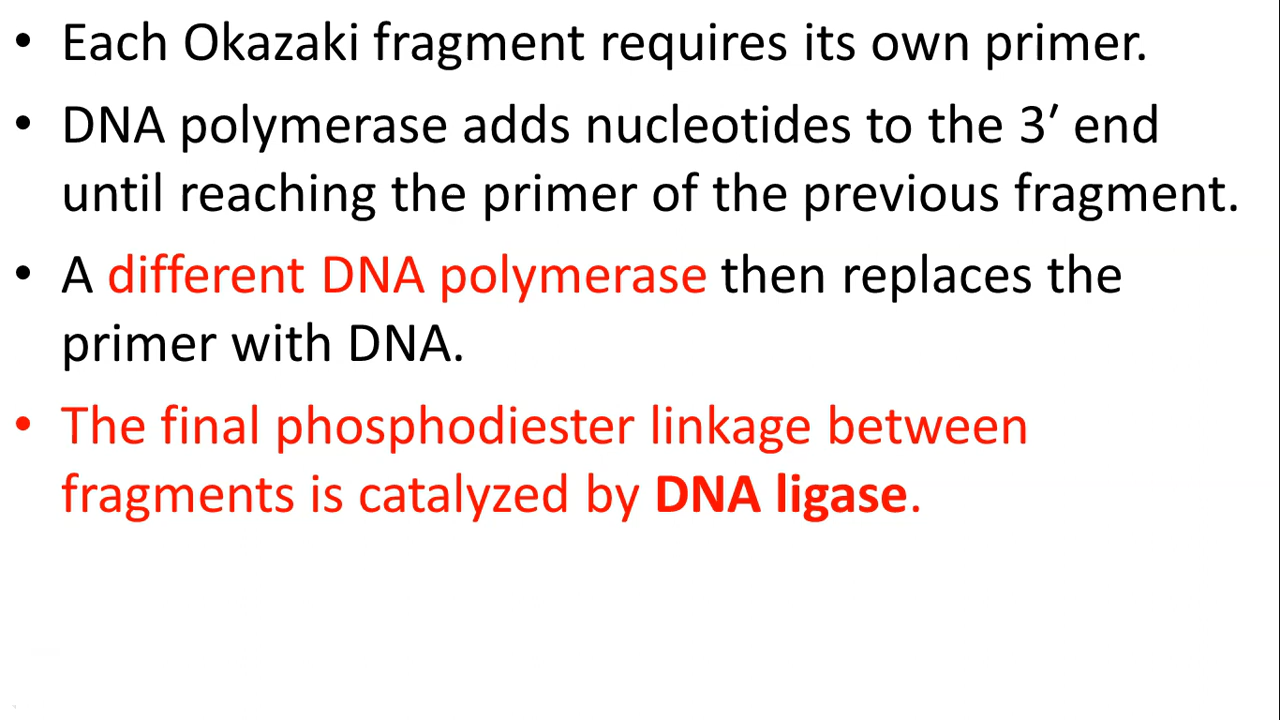 • Each Okazaki fragment requires its own primer.
• DNA polymerase adds nucleotides to the 3′ end
until reaching the primer of the previous fragment.
• A different DNA polymerase then replaces the
primer with DNA.
• The final phosphodiester linkage between
fragments is catalyzed by DNA ligase.